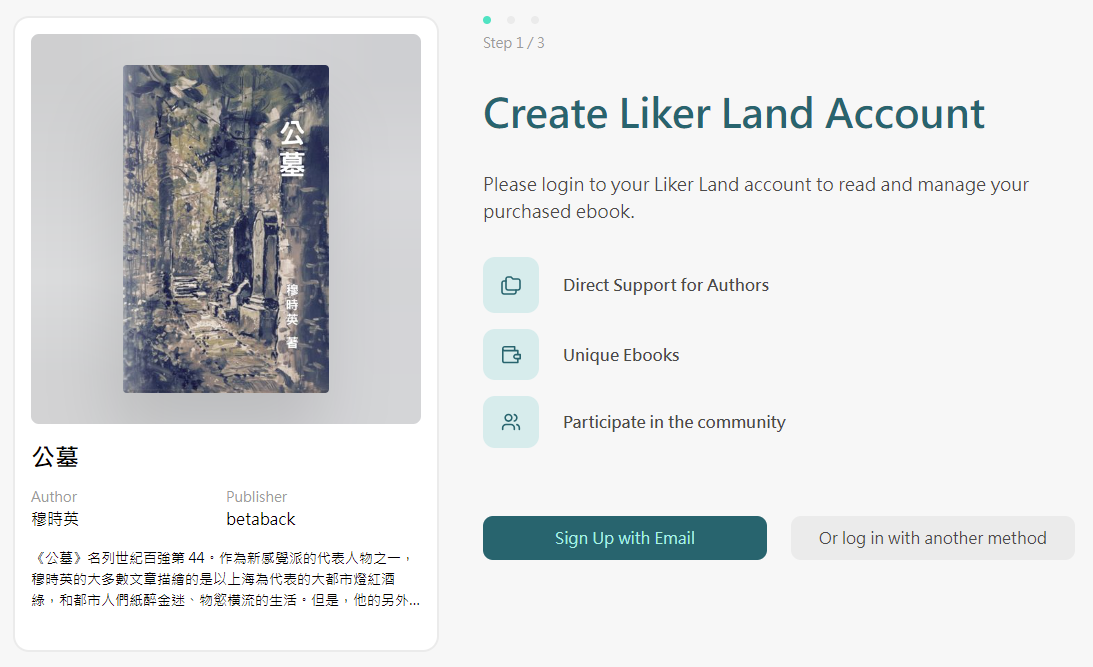 公墓
穆時英 著
公墓
Author
穆時英
Publisher
betaback
《公墓》名列世紀百強第 44。作為新感覺派的代表人物之一，
穆時英的大多數文章描繪的是以上海為代表的大都市燈紅酒
綠，和都市人們紙醉金迷、物慾橫流的生活。但是，他的另外...
Step 1 / 3
Create Liker Land Account
Please login to your Liker Land account to read and manage your
purchased ebook.
Direct Support for Authors
Unique Ebooks
Participate in the community
Sign Up with Email
Or log in with another method